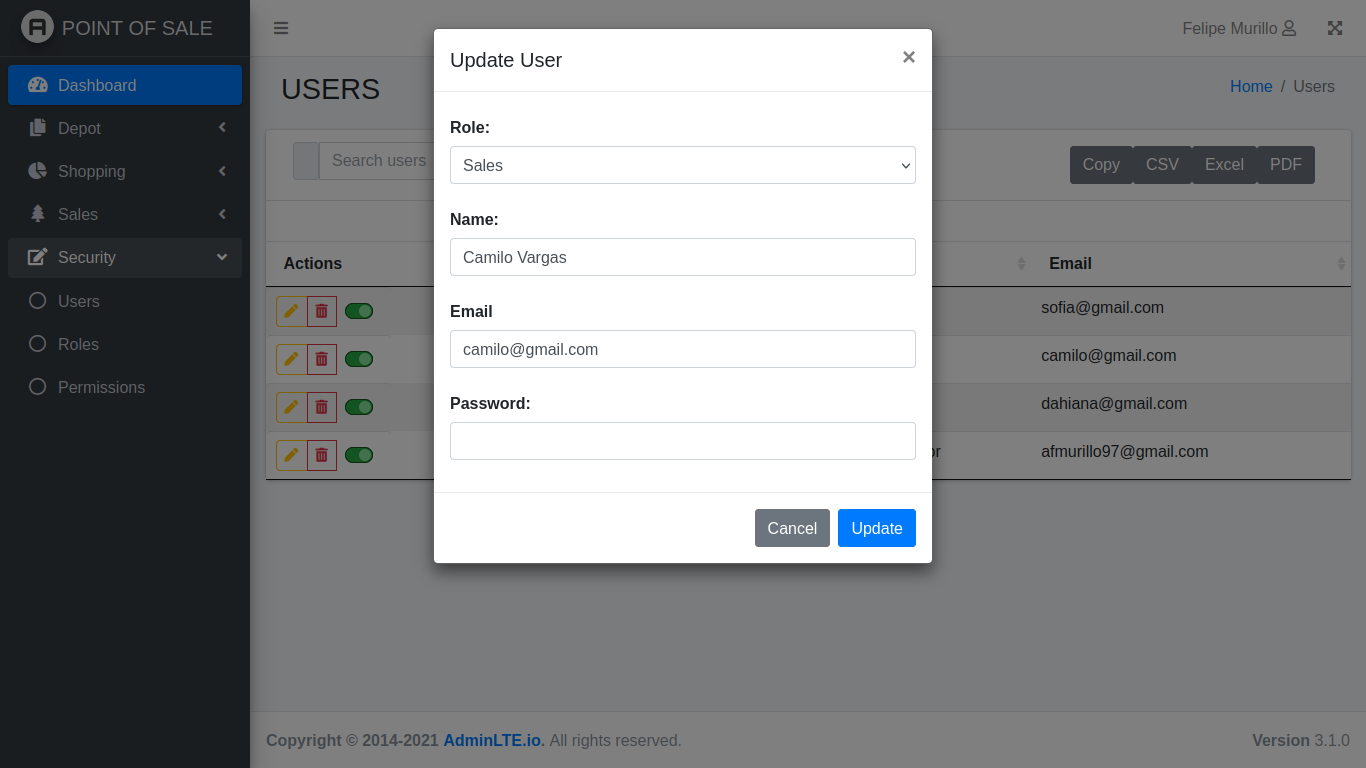 POINT OF SALE
Felipe Murillo
Dashboard
Depot
Shopping
Sales
Security
Users
Roles
Permissions
USERS
Home / Users
Search users
Copy CSV Excel PDF
Actions Email
sofia@gmail.com
camilo@gmail.com
dahiana@gmail.com
or afmurillo97@gmail.com
Update User ×
Role:
Sales
Name:
Camilo Vargas
Email
camilo@gmail.com
Password:
Cancel Update
Copyright © 2014-2021 AdminLTE.io. All rights reserved. Version 3.1.0